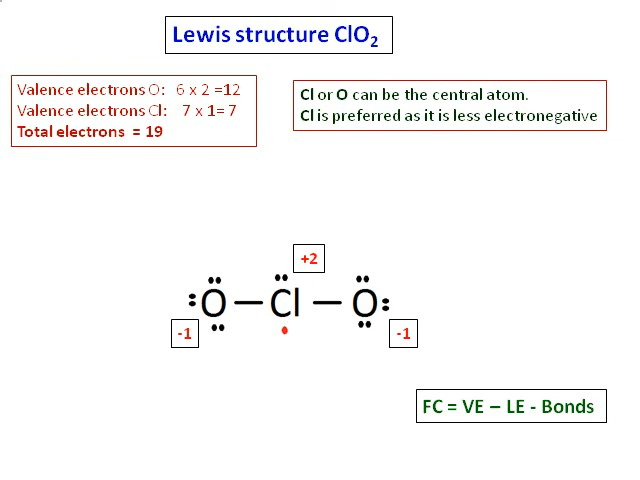 Lewis structure ClO₂
Valence electrons O: 6 x 2 =12
Valence electrons Cl: 7 x 1= 7
Total electrons = 19
Cl or O can be the central atom.
Cl is preferred as it is less electronegative
+2
O — Cl — O
-1 -1
FC = VE – LE - Bonds